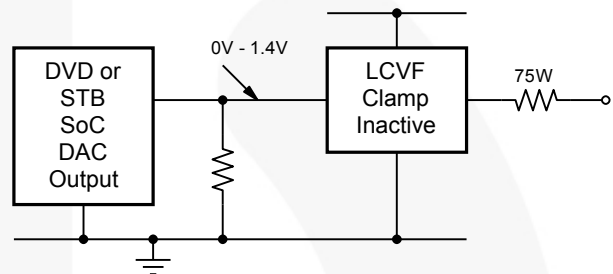 DVD or
STB
SoC
DAC
Output
0V - 1.4V
LCVF
Clamp
Inactive
75W